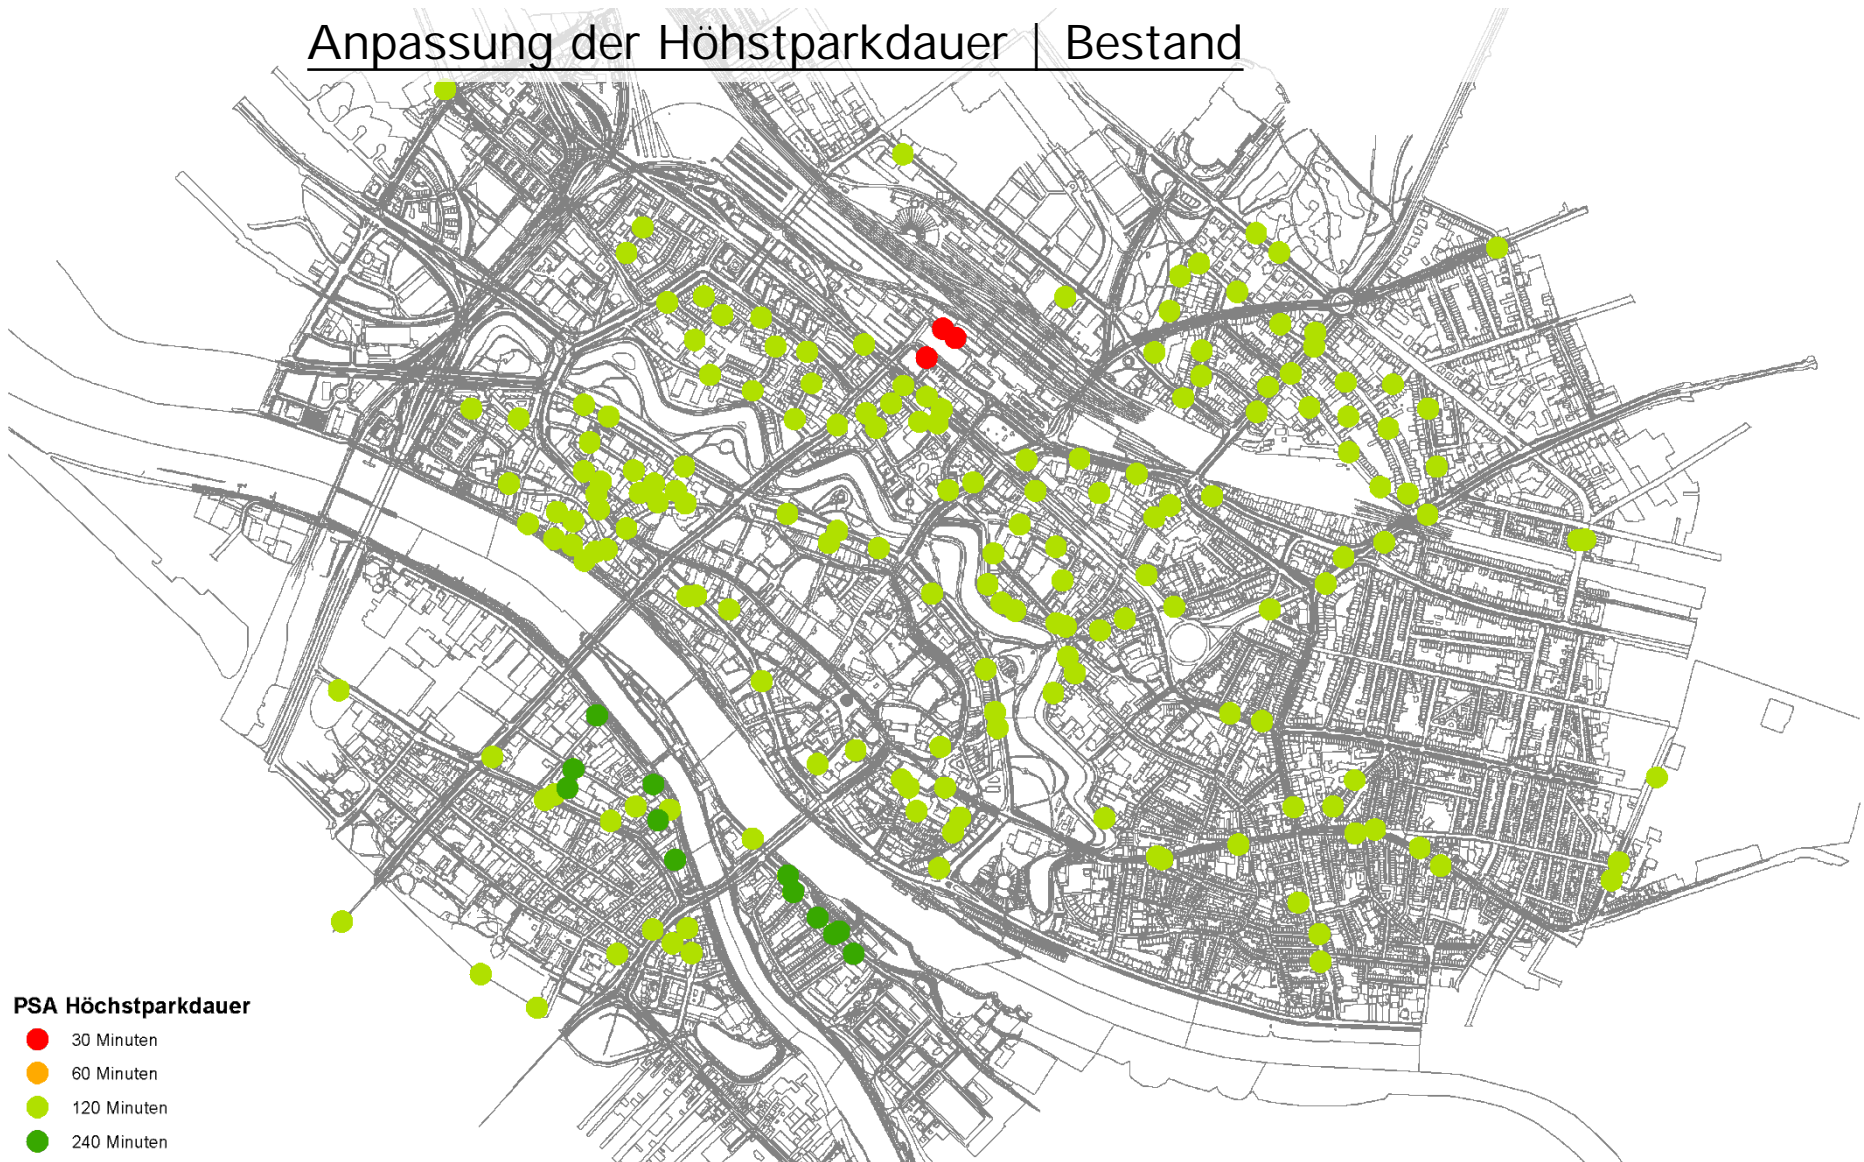 Anpassung der Höhstparkdauer | Bestand
PSA Höchstparkdauer
30 Minuten
60 Minuten
120 Minuten
240 Minuten